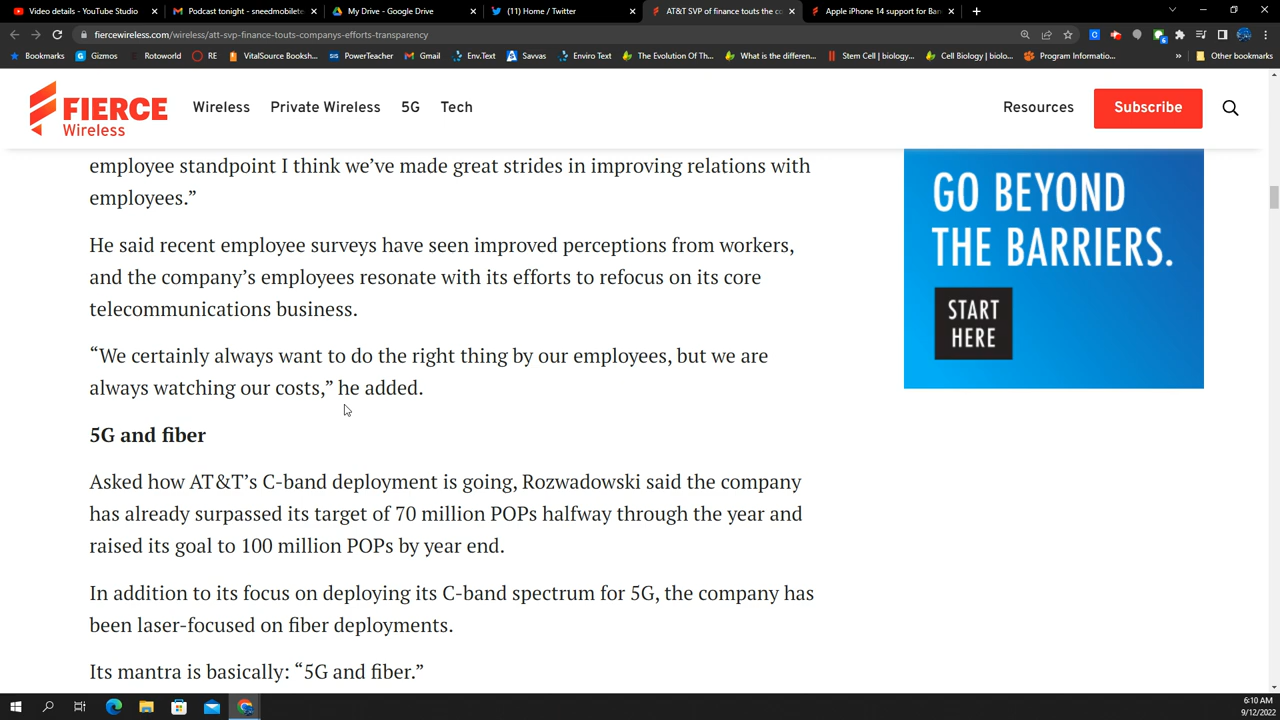 Video details - YouTube Studio
Podcast tonight - sneedmobilete
My Drive - Google Drive
(11) Home / Twitter
AT&T SVP of finance touts the co
Apple iPhone 14 support for Ban
fiercewireless.com/wireless/att-svp-finance-touts-companys-efforts-transparency
Bookmarks
Gizmos
Rotoworld
RE
VitalSource Booksh...
SIS PowerTeacher
Gmail
Env.Text
Savvas
Enviro Text
The Evolution Of Th...
What is the differen...
Stem Cell | biology...
Cell Biology | biolo...
Program Informatio...
»
Other bookmarks
FIERCE
Wireless
Wireless
Private Wireless
5G
Tech
Resources
Subscribe
employee standpoint I think we’ve made great strides in improving relations with
employees.”
He said recent employee surveys have seen improved perceptions from workers,
and the company’s employees resonate with its efforts to refocus on its core
telecommunications business.
“We certainly always want to do the right thing by our employees, but we are
always watching our costs,” he added.
5G and fiber
Asked how AT&T’s C-band deployment is going, Rozwadowski said the company
has already surpassed its target of 70 million POPs halfway through the year and
raised its goal to 100 million POPs by year end.
In addition to its focus on deploying its C-band spectrum for 5G, the company has
been laser-focused on fiber deployments.
Its mantra is basically: “5G and fiber.”
GO BEYOND
THE BARRIERS.
START
HERE
6:10 AM
9/12/2022